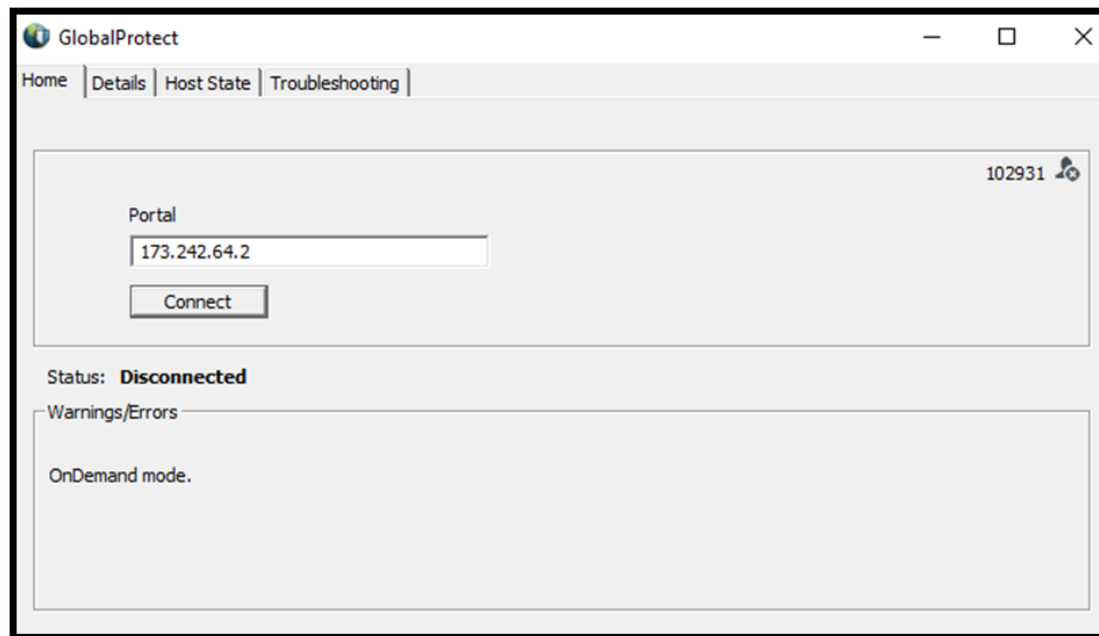 GlobalProtect
Home Details Host State Troubleshooting
102931
Portal
173.242.64.2
Connect
Status: Disconnected
Warnings/Errors
OnDemand mode.